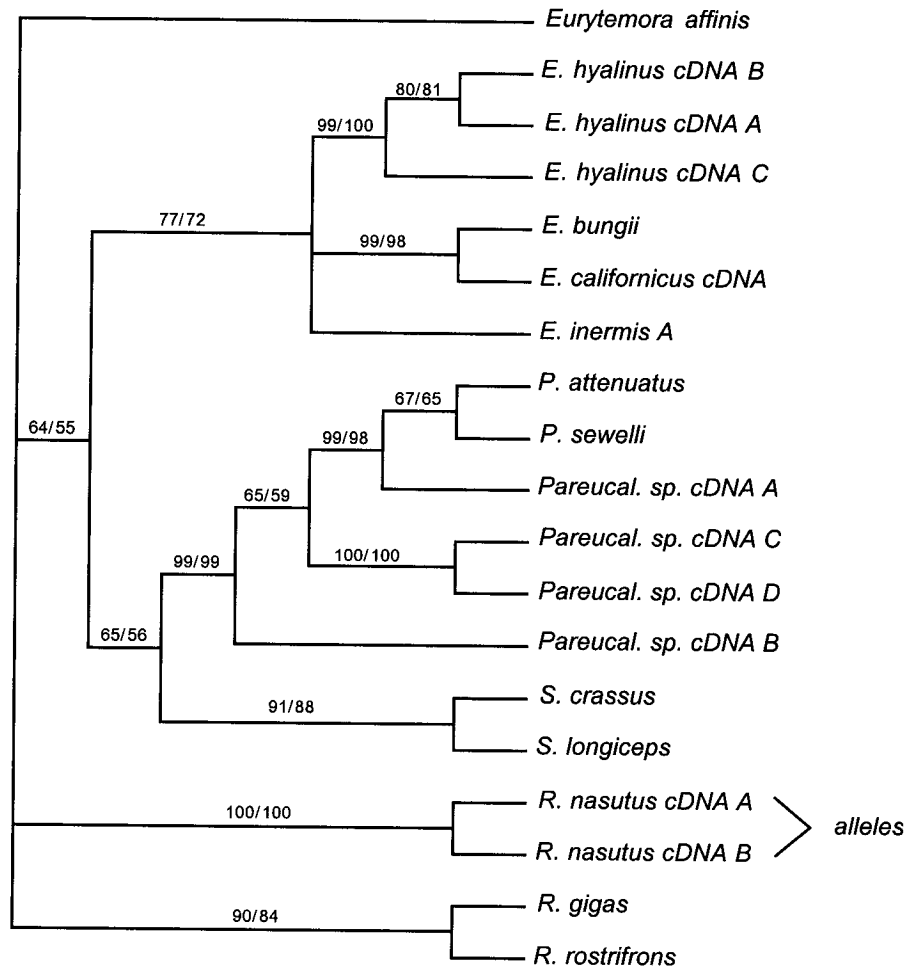 Eurytemora affinis
E. hyalinus cDNA B
80/81
E. hyalinus cDNA A
99/100
E. hyalinus cDNA C
77/72
E. bungii
99/98
E. californicus cDNA
E. inermis A
P. attenuatus
67/65
64/55
99/98
P. sewelli
65/59
Pareucal. sp. cDNA A
Pareucal. sp. cDNA C
100/100
99/99
Pareucal. sp. cDNA D
65/56
Pareucal. sp. cDNA B
S. crassus
91/88
S. longiceps
R. nasutus cDNA A
100/100
alleles
R. nasutus cDNA B
R. gigas
90/84
R. rostrifrons